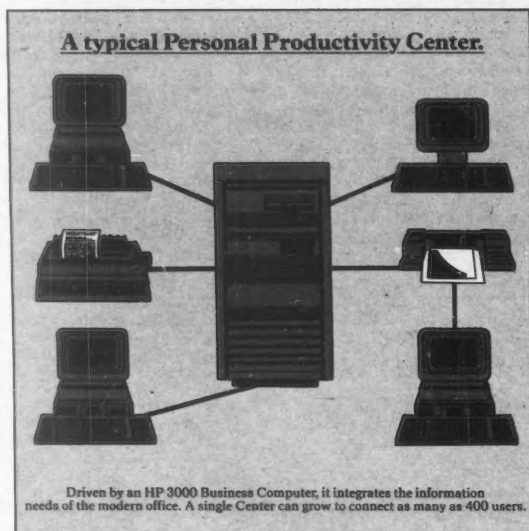 A typical Personal Productivity Center.
Driven by an HP 3000 Business Computer, it integrates the information
needs of the modern office. A single Center can grow to connect as many as 400 users.